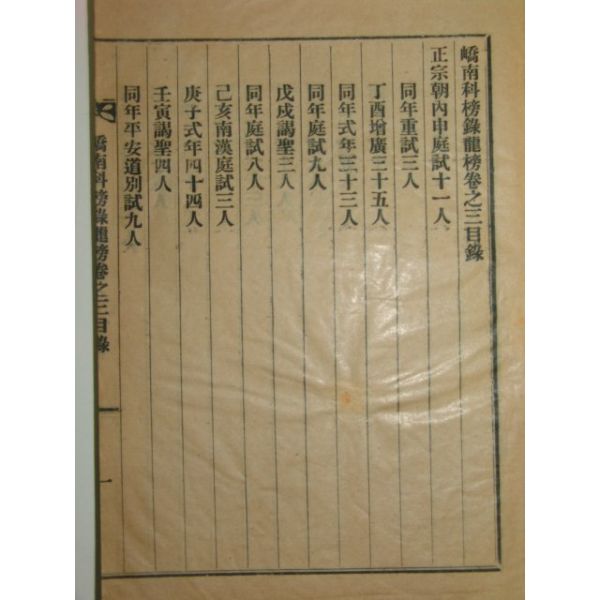 嶠南科榜錄龍榜卷之三目錄
正宗朝丙申庭試十一人
同年重試三人
丁酉增廣三十五人
同年式年三十三人
同年庭試九人
戊戌謁聖三人
同年庭試八人
己亥南漢庭試三人
庚子式年四十四人
壬寅謁聖四人
同年平安道別試九人
嶠南科榜錄龍榜卷之三目錄
一